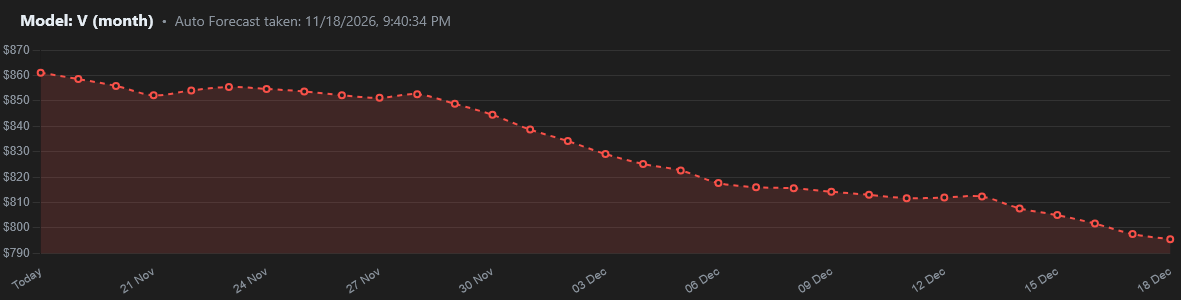 Model: V (month) • Auto Forecast taken: 11/18/2026, 9:40:34 PM
$870
$860
$850
$840
$830
$820
$810
$800
$790
Today
21 Nov
24 Nov
27 Nov
30 Nov
03 Dec
06 Dec
09 Dec
12 Dec
15 Dec
18 Dec